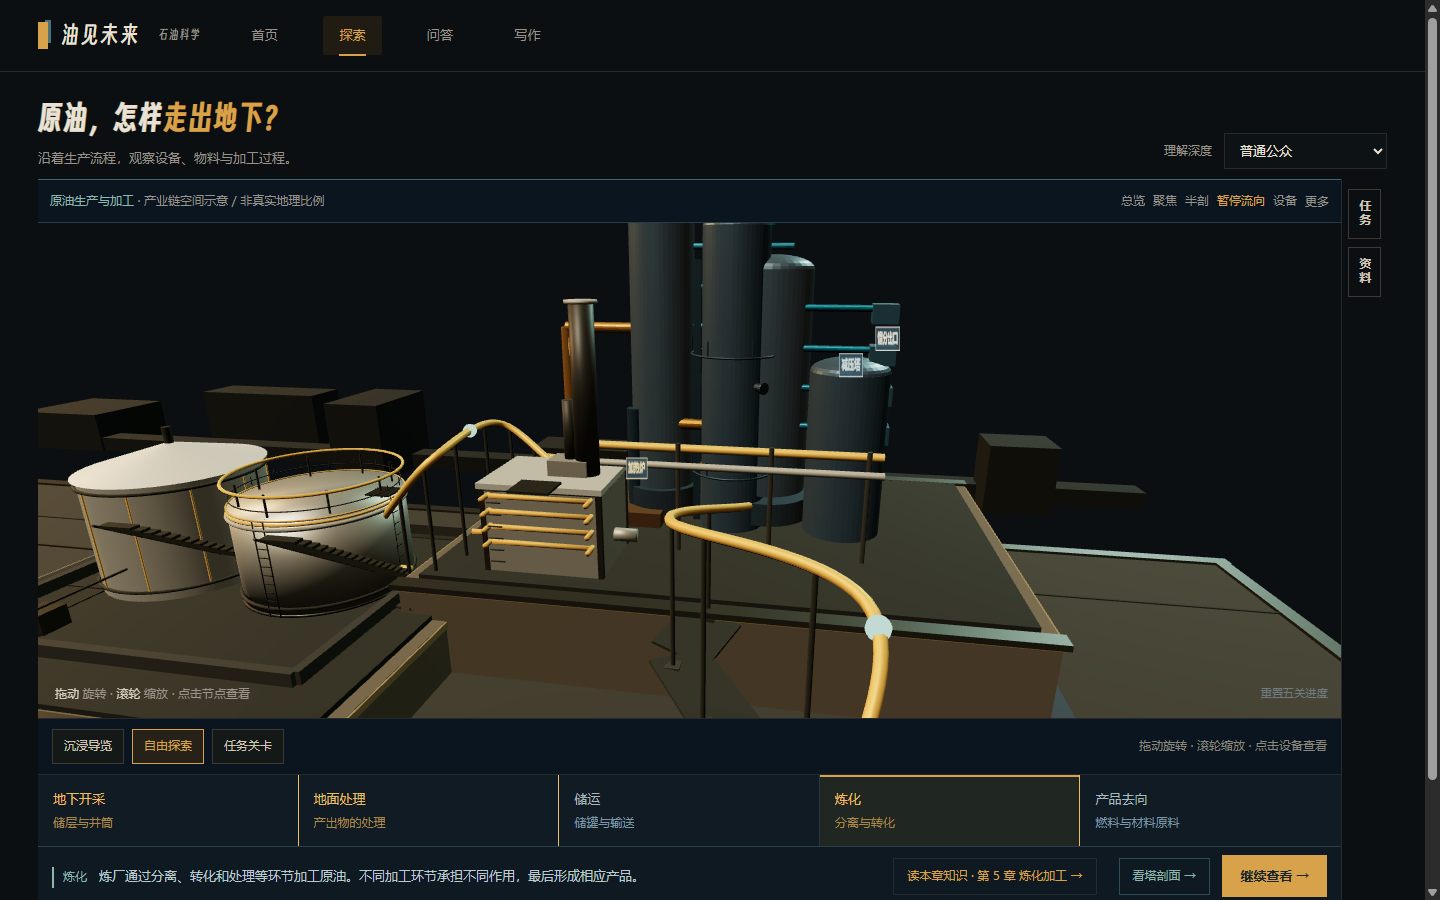 油见未来 石油科学 首页 探索 问答 写作
原油，怎样走出地下？
沿着生产流程，观察设备、物料与加工过程。
理解深度 普通公众
原油生产与加工 · 产业链空间示意 / 非真实地理比例
总览 聚焦 半剖 暂停流向 设备 更多
任务
资料
馏分出口
减压塔
加热炉
拖动 旋转 · 滚轮 缩放 · 点击节点查看
重置五关进度
沉浸导览 自由探索 任务关卡
拖动旋转 · 滚轮缩放 · 点击设备查看
地下开采
储层与井筒
地面处理
产出物的处理
储运
储罐与输送
炼化
分离与转化
产品去向
燃料与材料原料
炼化 炼厂通过分离、转化和处理等环节加工原油。不同加工环节承担不同作用，最后形成相应产品。
读本章知识 · 第 5 章 炼化加工 →
看塔剖面 →
继续查看 →